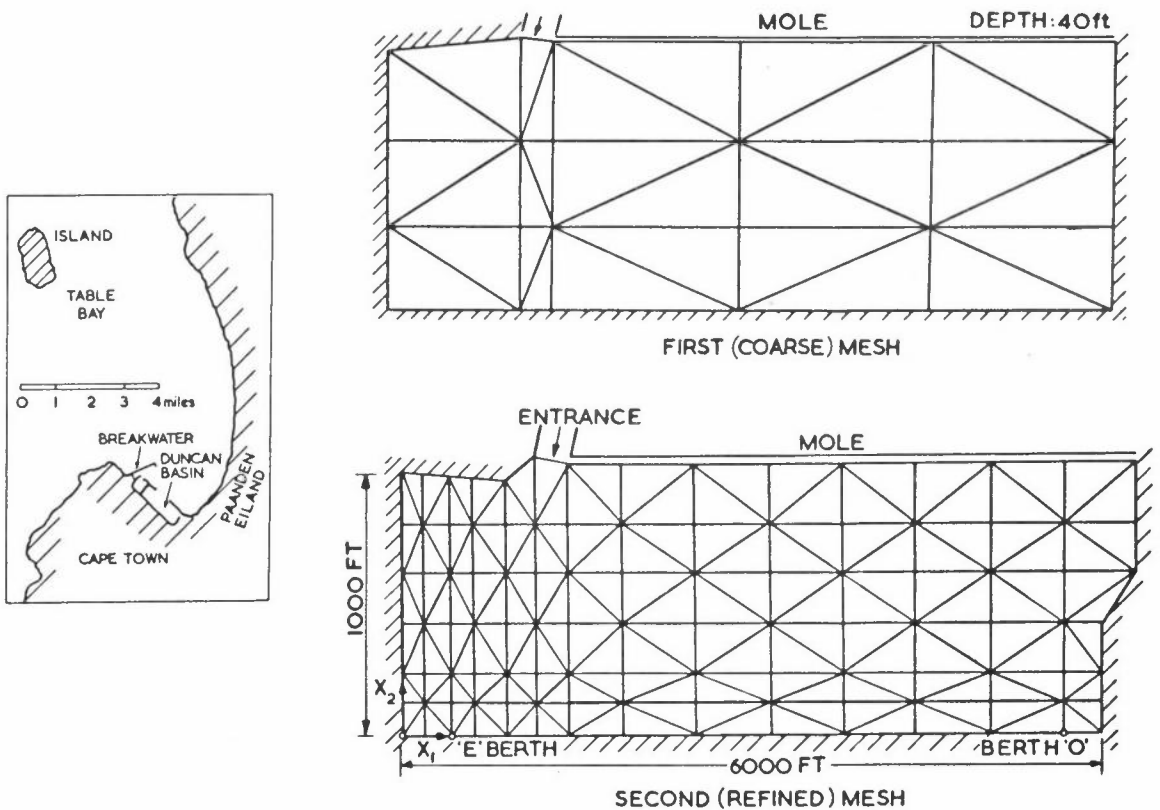 MOLE DEPTH:40ft
FIRST (COARSE) MESH
ISLAND
TABLE
BAY
0 1 2 3 4 miles
BREAKWATER
DUNCAN
BASIN
PAANDEN
EILAND
CAPE TOWN
ENTRANCE
MOLE
1000 FT
X2
X1 'E' BERTH BERTH 'O'
6000 FT
SECOND (REFINED) MESH